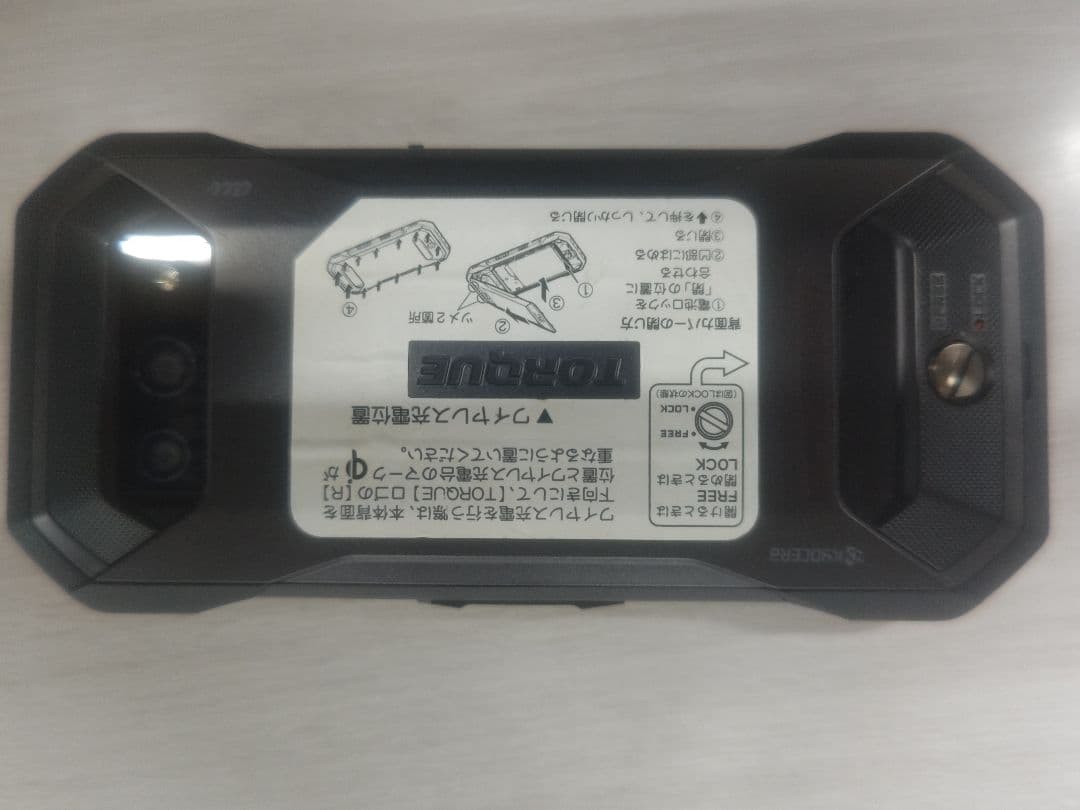 開けるときは
FREE
閉めるときは
LOCK
FREE
LOCK
(図はLOCKの状態)
ワイヤレス充電を行う際は、本体背面を
下向きにして、【TORQUE】ロゴの【R】
位置とワイヤレス充電台のマーク qi が
重なるように置いてください。
▼ワイヤレス充電位置
TORQUE
背面カバーの閉じ方
①電池ロックを
「閉」の位置に
合わせる
②凹部にはめる
③閉じる
④⬇を押して、しっかり閉じる
ツメ2箇所
①
②
③
④
KYOCERA